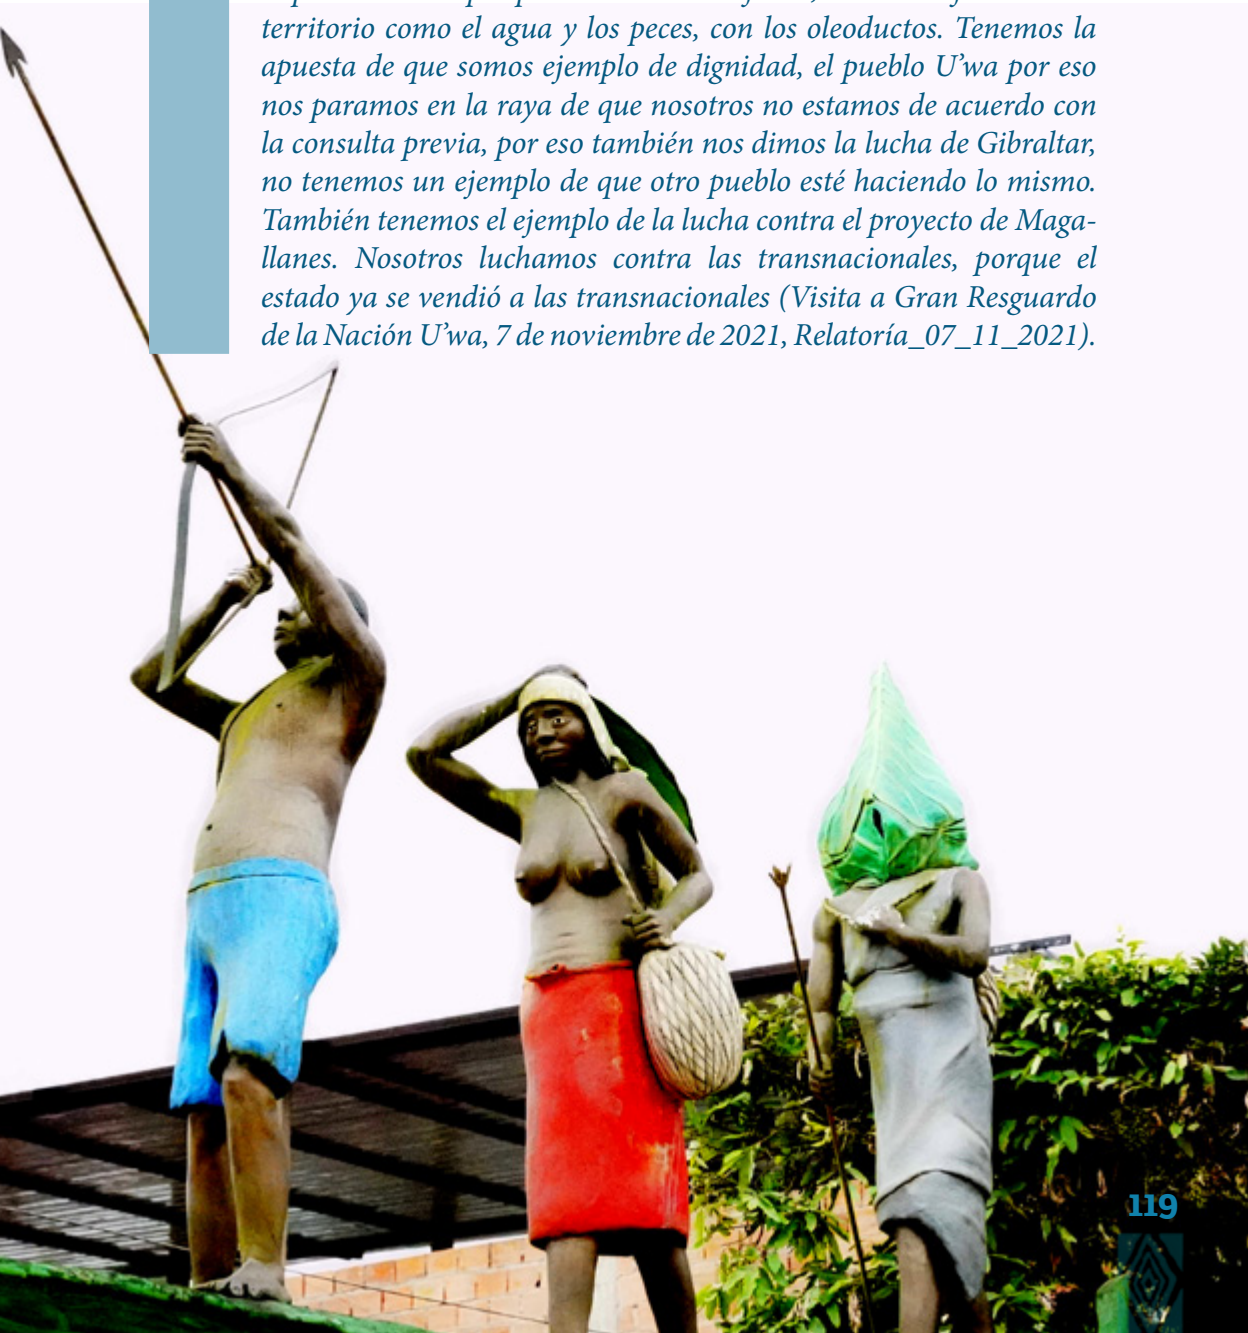 territorio como el agua y los peces, con los oleoductos. Tenemos la
apuesta de que somos ejemplo de dignidad, el pueblo U’wa por eso
nos paramos en la raya de que nosotros no estamos de acuerdo con
la consulta previa, por eso también nos dimos la lucha de Gibraltar,
no tenemos un ejemplo de que otro pueblo esté haciendo lo mismo.
También tenemos el ejemplo de la lucha contra el proyecto de Maga-
llanes. Nosotros luchamos contra las transnacionales, porque el
estado ya se vendió a las transnacionales (Visita a Gran Resguardo
de la Nación U’wa, 7 de noviembre de 2021, Relatoría_07_11_2021).
119